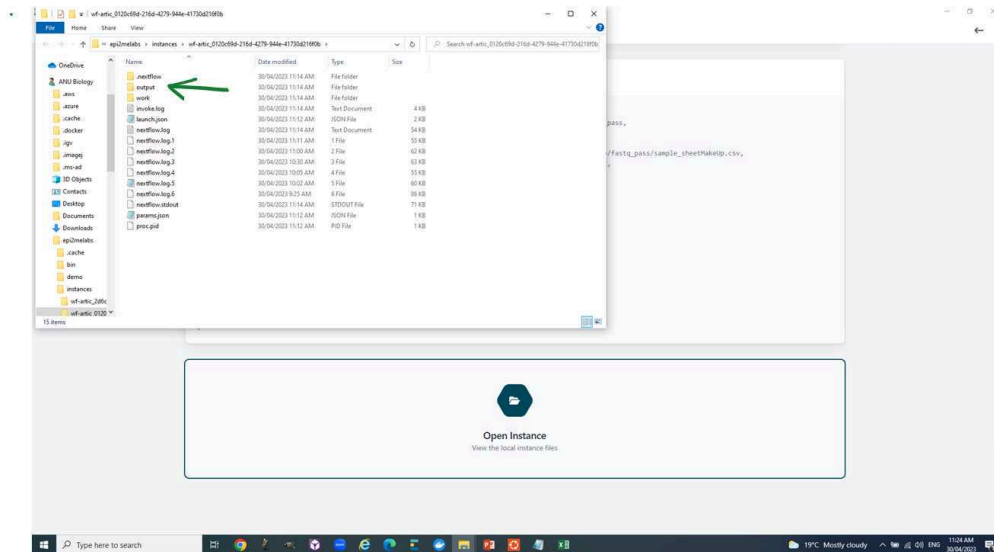 wf-artic_0120c69d-216d-4279-944e-41730d216f0b
File Home Share View
epi2melabs > instances > wf-artic_0120c69d-216d-4279-944e-41730d216f0b >
Search wf-artic_0120c69d-216d-4279-944e-41730d216f0b
Name Date modified Type Size
OneDrive
ANU Biology
.aws
.azure
.cache
.docker
.igv
.imagej
.ms-ad
3D Objects
Contacts
Desktop
Documents
Downloads
epi2melabs
.cache
bin
demo
instances
wf-artic_2d6c
wf-artic_0120
.nextflow 30/04/2023 11:14 AM File folder
output 30/04/2023 11:14 AM File folder
work 30/04/2023 11:14 AM File folder
invoke.log 30/04/2023 11:14 AM Text Document 4 KB
launch.json 30/04/2023 11:12 AM JSON File 2 KB
nextflow.log 30/04/2023 11:14 AM Text Document 54 KB
nextflow.log.1 30/04/2023 11:11 AM 1 File 55 KB
nextflow.log.2 30/04/2023 11:00 AM 2 File 62 KB
nextflow.log.3 30/04/2023 10:30 AM 3 File 63 KB
nextflow.log.4 30/04/2023 10:05 AM 4 File 55 KB
nextflow.log.5 30/04/2023 10:02 AM 5 File 60 KB
nextflow.log.6 30/04/2023 9:25 AM 6 File
nextflow.stdout 30/04/2023 11:14 AM STDOUT File 71 KB
params.json 30/04/2023 11:12 AM JSON File 1 KB
proc.pid 30/04/2023 11:12 AM PID File 1 KB
15 items
pass,
/fastq_pass/sample_sheetMakeUp.csv,
Open Instance
View the local instance files
Type here to search
19°C Mostly cloudy
ENG
11:24 AM
30/04/2023